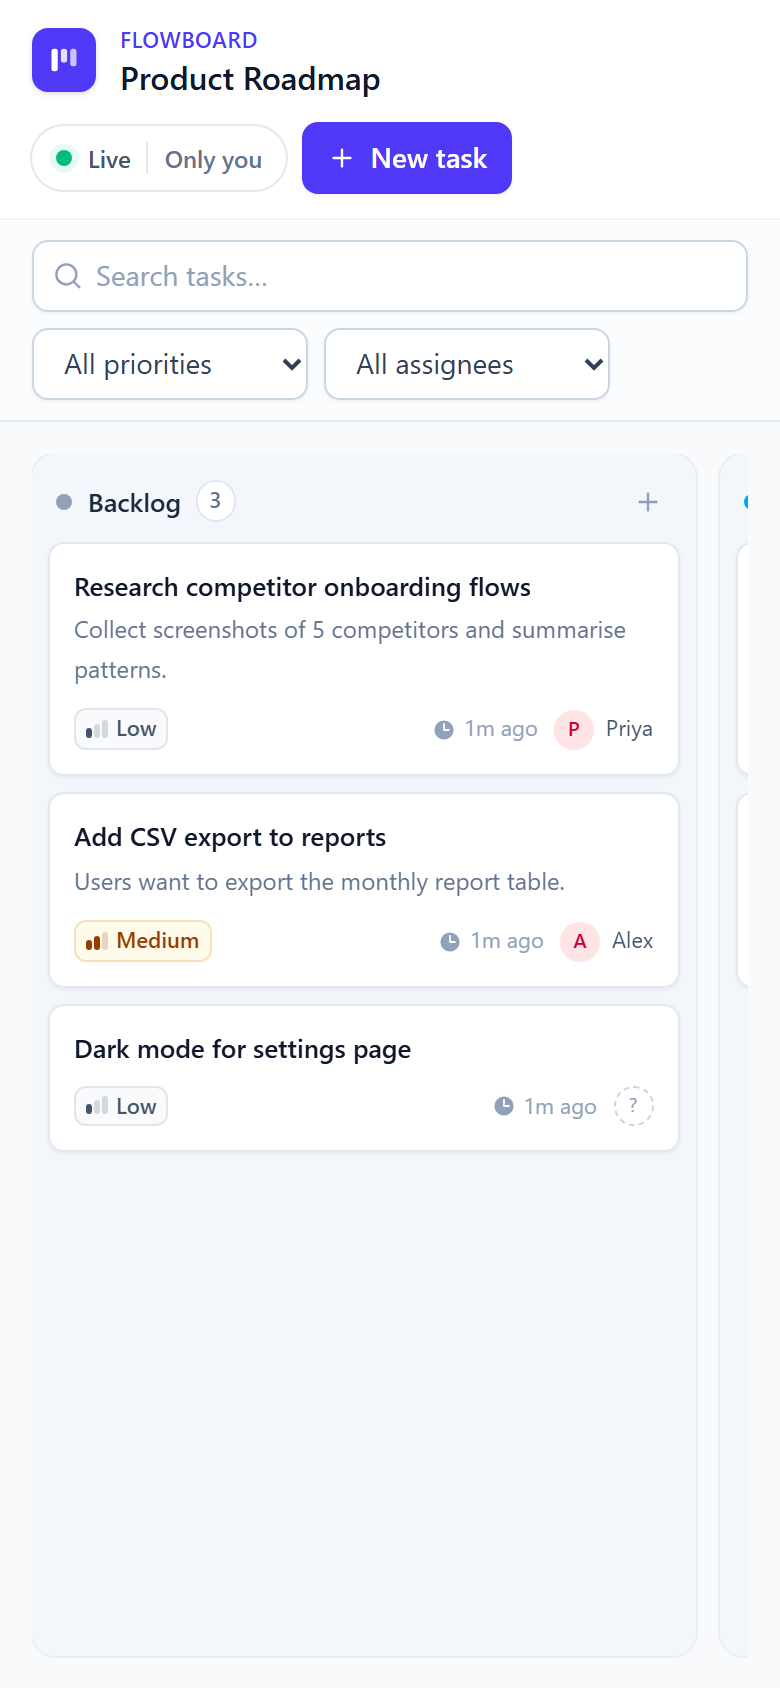 FLOWBOARD
Product Roadmap
Live Only you
+ New task
Search tasks...
All priorities All assignees
Backlog 3 +
Research competitor onboarding flows
Collect screenshots of 5 competitors and summarise
patterns.
Low 1m ago P Priya
Add CSV export to reports
Users want to export the monthly report table.
Medium 1m ago A Alex
Dark mode for settings page
Low 1m ago ?